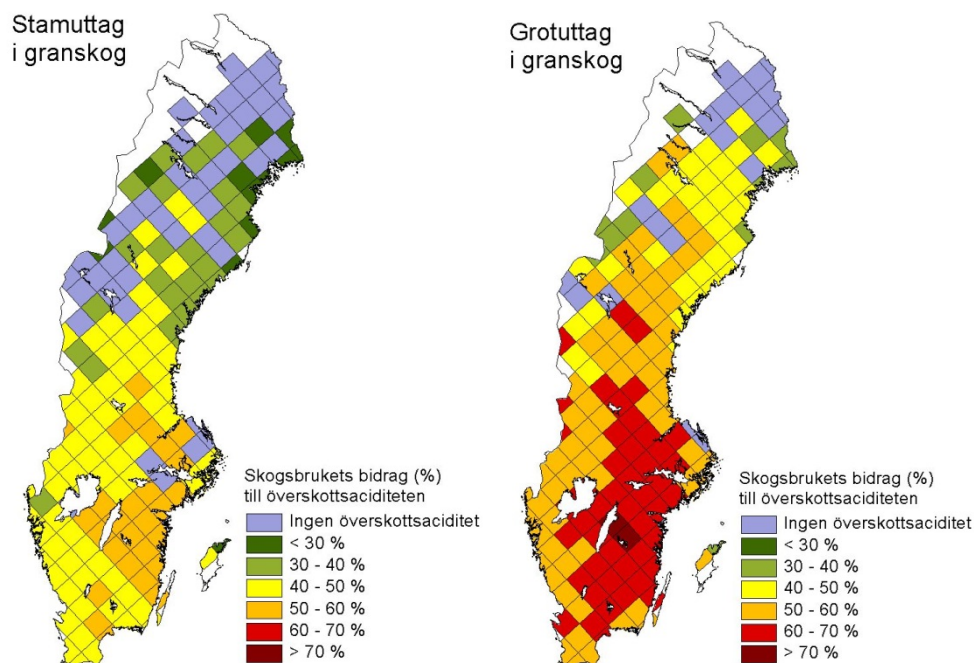 Stamuttag
i granskog
Skogsbrukets bidrag (%)
till överskottsaciditeten
Ingen överskottsaciditet
< 30 %
30 - 40 %
40 - 50 %
50 - 60 %
60 - 70 %
> 70 %
Grotuttag
i granskog
Skogsbrukets bidrag (%)
till överskottsaciditeten
Ingen överskottsaciditet
< 30 %
30 - 40 %
40 - 50 %
50 - 60 %
60 - 70 %
> 70 %